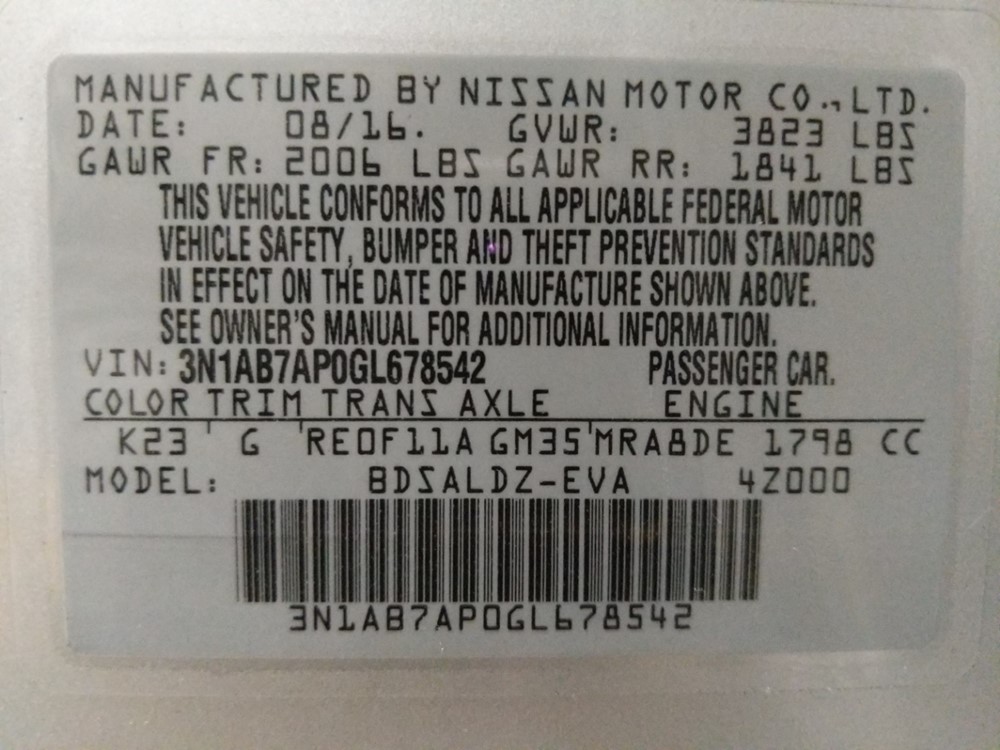 MANUFACTURED BY NISSAN MOTOR CO., LTD.
DATE: 08/16. GVWR: 3823 LBS
GAWR FR: 2006 LBS GAWR RR: 1841 LBS
THIS VEHICLE CONFORMS TO ALL APPLICABLE FEDERAL MOTOR
VEHICLE SAFETY, BUMPER AND THEFT PREVENTION STANDARDS
IN EFFECT ON THE DATE OF MANUFACTURE SHOWN ABOVE.
SEE OWNER'S MANUAL FOR ADDITIONAL INFORMATION.
VIN: 3N1AB7AP0GL678542 PASSENGER CAR.
COLOR TRIM TRANS AXLE ENGINE
K23 G RE0F11A GM35 MRA8DE 1798 CC
MODEL: BDSALDZ-EVA 4Z000
3N1AB7AP0GL678542